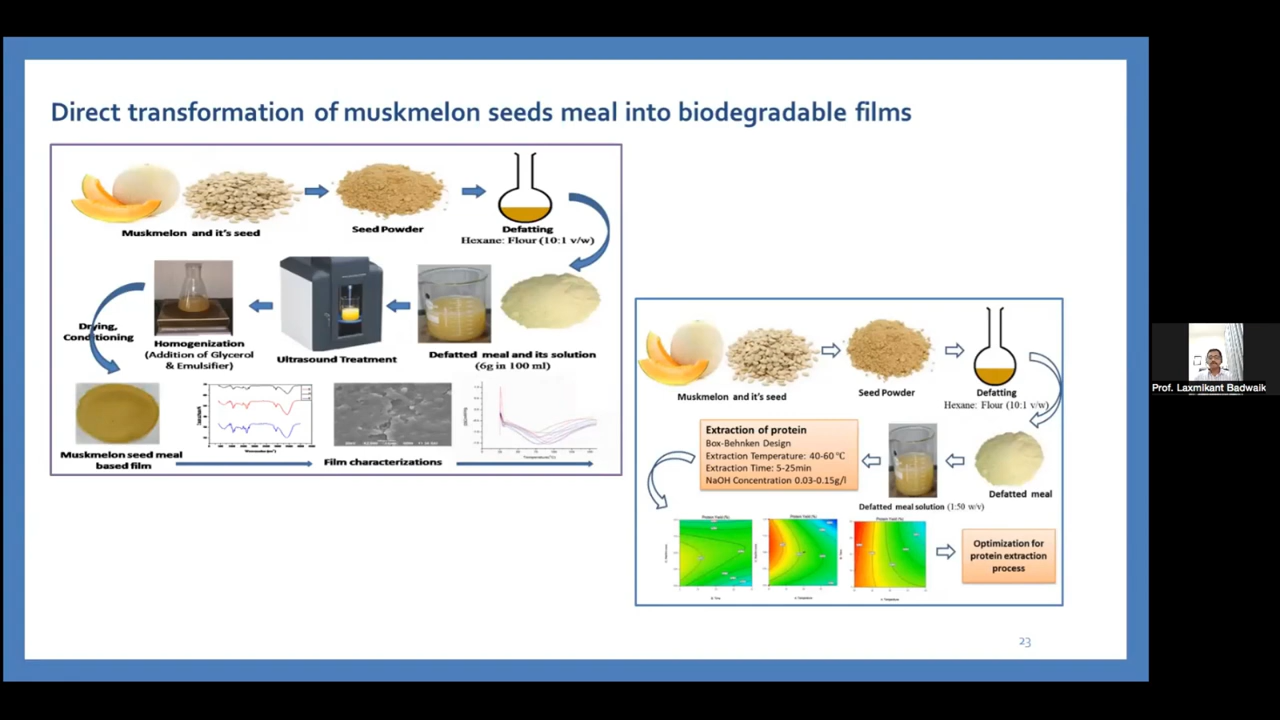 Direct transformation of muskmelon seeds meal into biodegradable films
Muskmelon and it's seed
Seed Powder
Defatting
Hexane: Flour (10:1 v/w)
Drying,
Conditioning
Homogenization
(Addition of Glycerol
& Emulsifier)
Ultrasound Treatment
Defatted meal and its solution
(6g in 100 ml)
Muskmelon seed meal
based film
Film characterizations
Muskmelon and it's seed
Seed Powder
Defatting
Hexane: Flour (10:1 v/w)
Extraction of protein
Box-Behnken Design
Extraction Temperature: 40-60 ℃
Extraction Time: 5-25min
NaOH Concentration 0.03-0.15g/l
Defatted meal
Defatted meal solution (1:50 w/v)
Optimization for
protein extraction
process
23
Prof. Laxmikant Badwaik